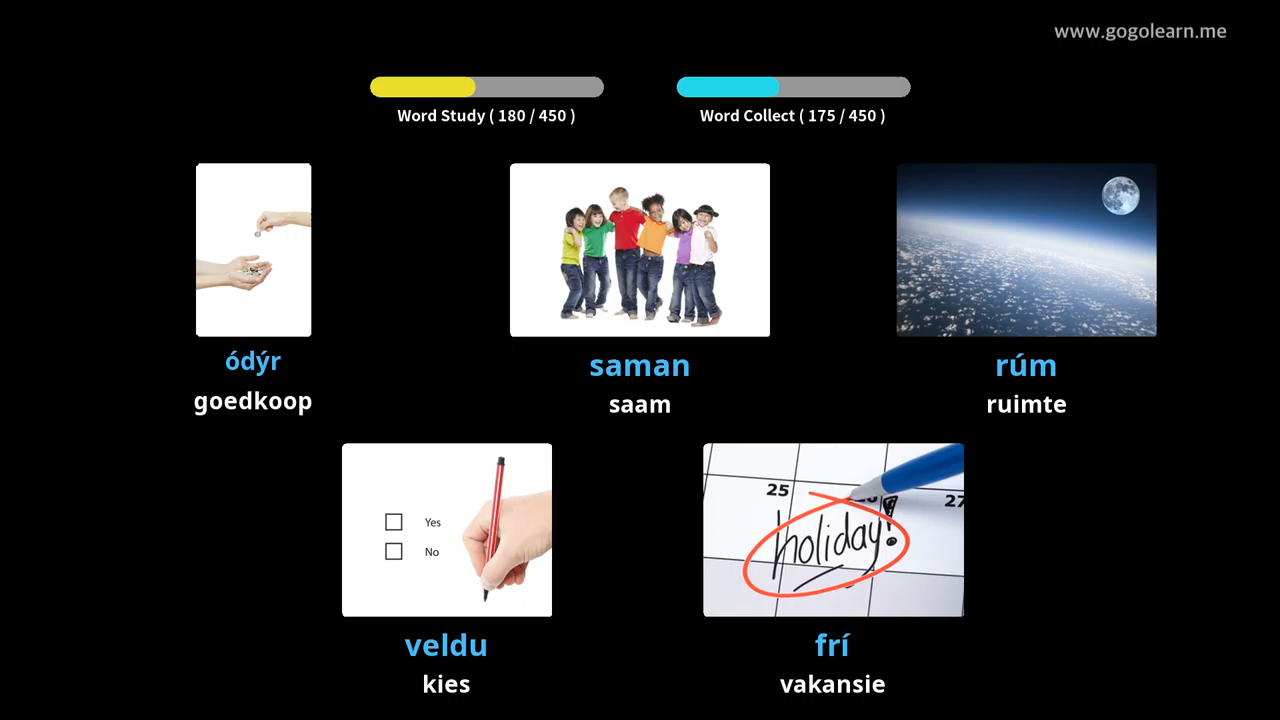 www.gogolearn.me
Word Study ( 180 / 450 )
Word Collect ( 175 / 450 )
ódýr
goedkoop
saman
saam
rúm
ruimte
Yes
No
veldu
kies
25
27
holiday!
frí
vakansie